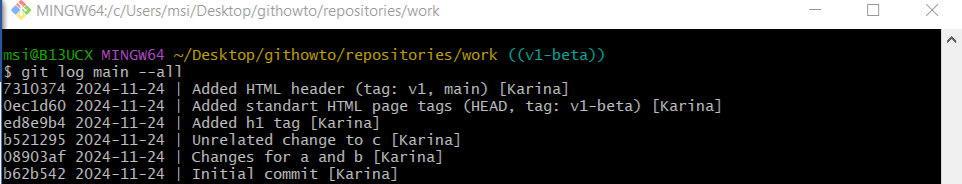 MINGW64:/c/Users/msi/Desktop/githowto/repositories/work
msi@B13UCX MINGW64 ~/Desktop/githowto/repositories/work ((v1-beta))
$ git log main --all
7310374 2024-11-24 | Added HTML header (tag: v1, main) [Karina]
0ec1d60 2024-11-24 | Added standart HTML page tags (HEAD, tag: v1-beta) [Karina]
ed8e9b4 2024-11-24 | Added h1 tag [Karina]
b521295 2024-11-24 | Unrelated change to c [Karina]
08903af 2024-11-24 | Changes for a and b [Karina]
b62b542 2024-11-24 | Initial commit [Karina]